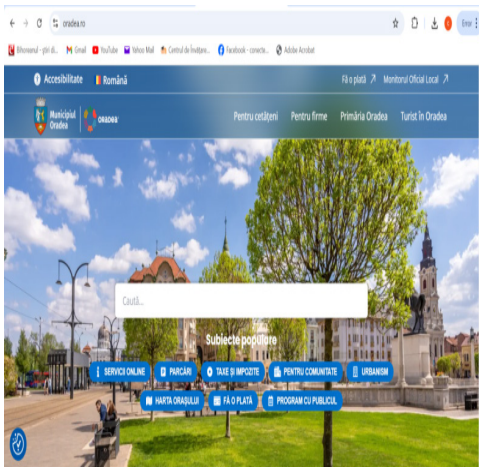 oradea.ro
Error
Bihoreanul - știri di... Gmail YouTube Yahoo Mail Centrul de Învățare... Facebook - conecte... Adobe Acrobat
Accesibilitate Română Fă o plată Monitorul Oficial Local
Municipiul Oradea ORADEA Pentru cetățeni Pentru firme Primăria Oradea Turist în Oradea
Caută...
Subiecte populare
SERVICII ONLINE PARCĂRI TAXE ȘI IMPOZITE PENTRU COMUNITATE URBANISM
HARTA ORAȘULUI FĂ O PLATĂ PROGRAM CU PUBLICUL